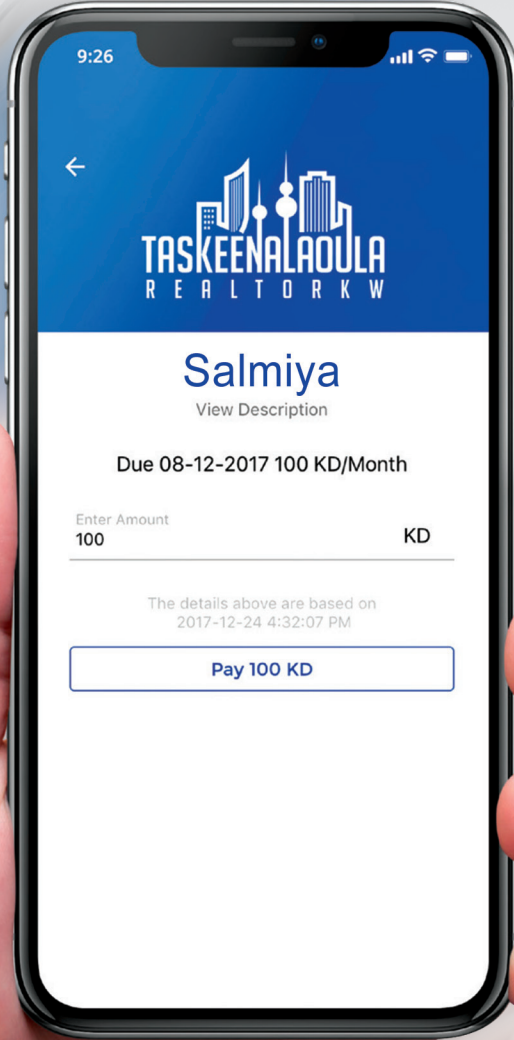 9:26
TASKEENALAOULA
REALTORKW
Salmiya
View Description
Due 08-12-2017 100 KD/Month
Enter Amount
100 KD
The details above are based on
2017-12-24 4:32:07 PM
Pay 100 KD